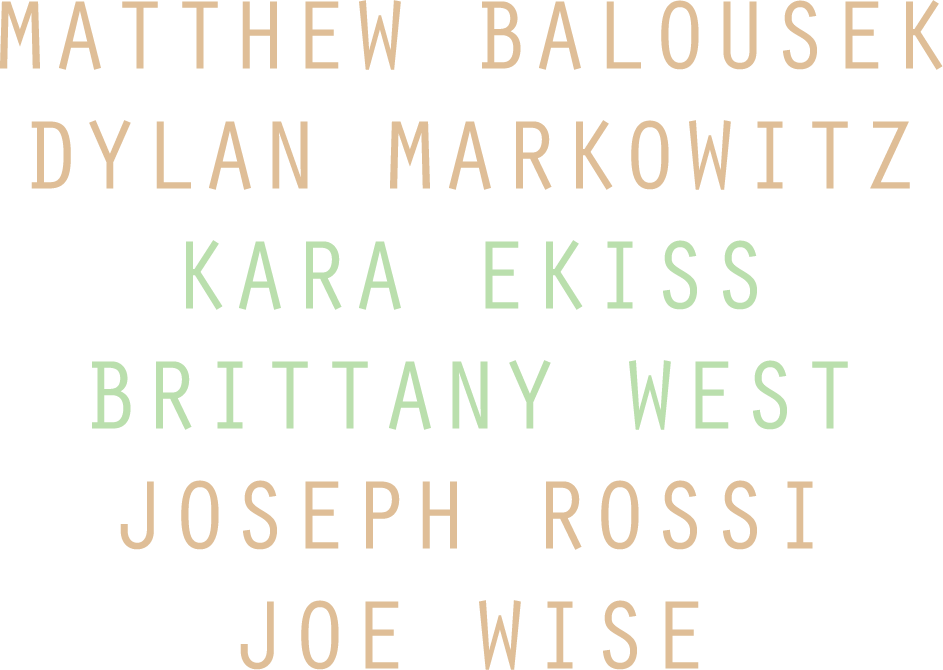 MATTHEW BALOUSEK
DYLAN MARKOWITZ
KARA EKISS
BRITTANY WEST
JOSEPH ROSSI
JOE WISE